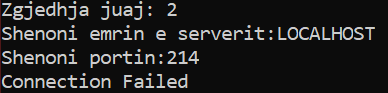 Zgjedhja juaj: 2
Shenoni emrin e serverit:LOCALHOST
Shenoni portin:214
Connection Failed